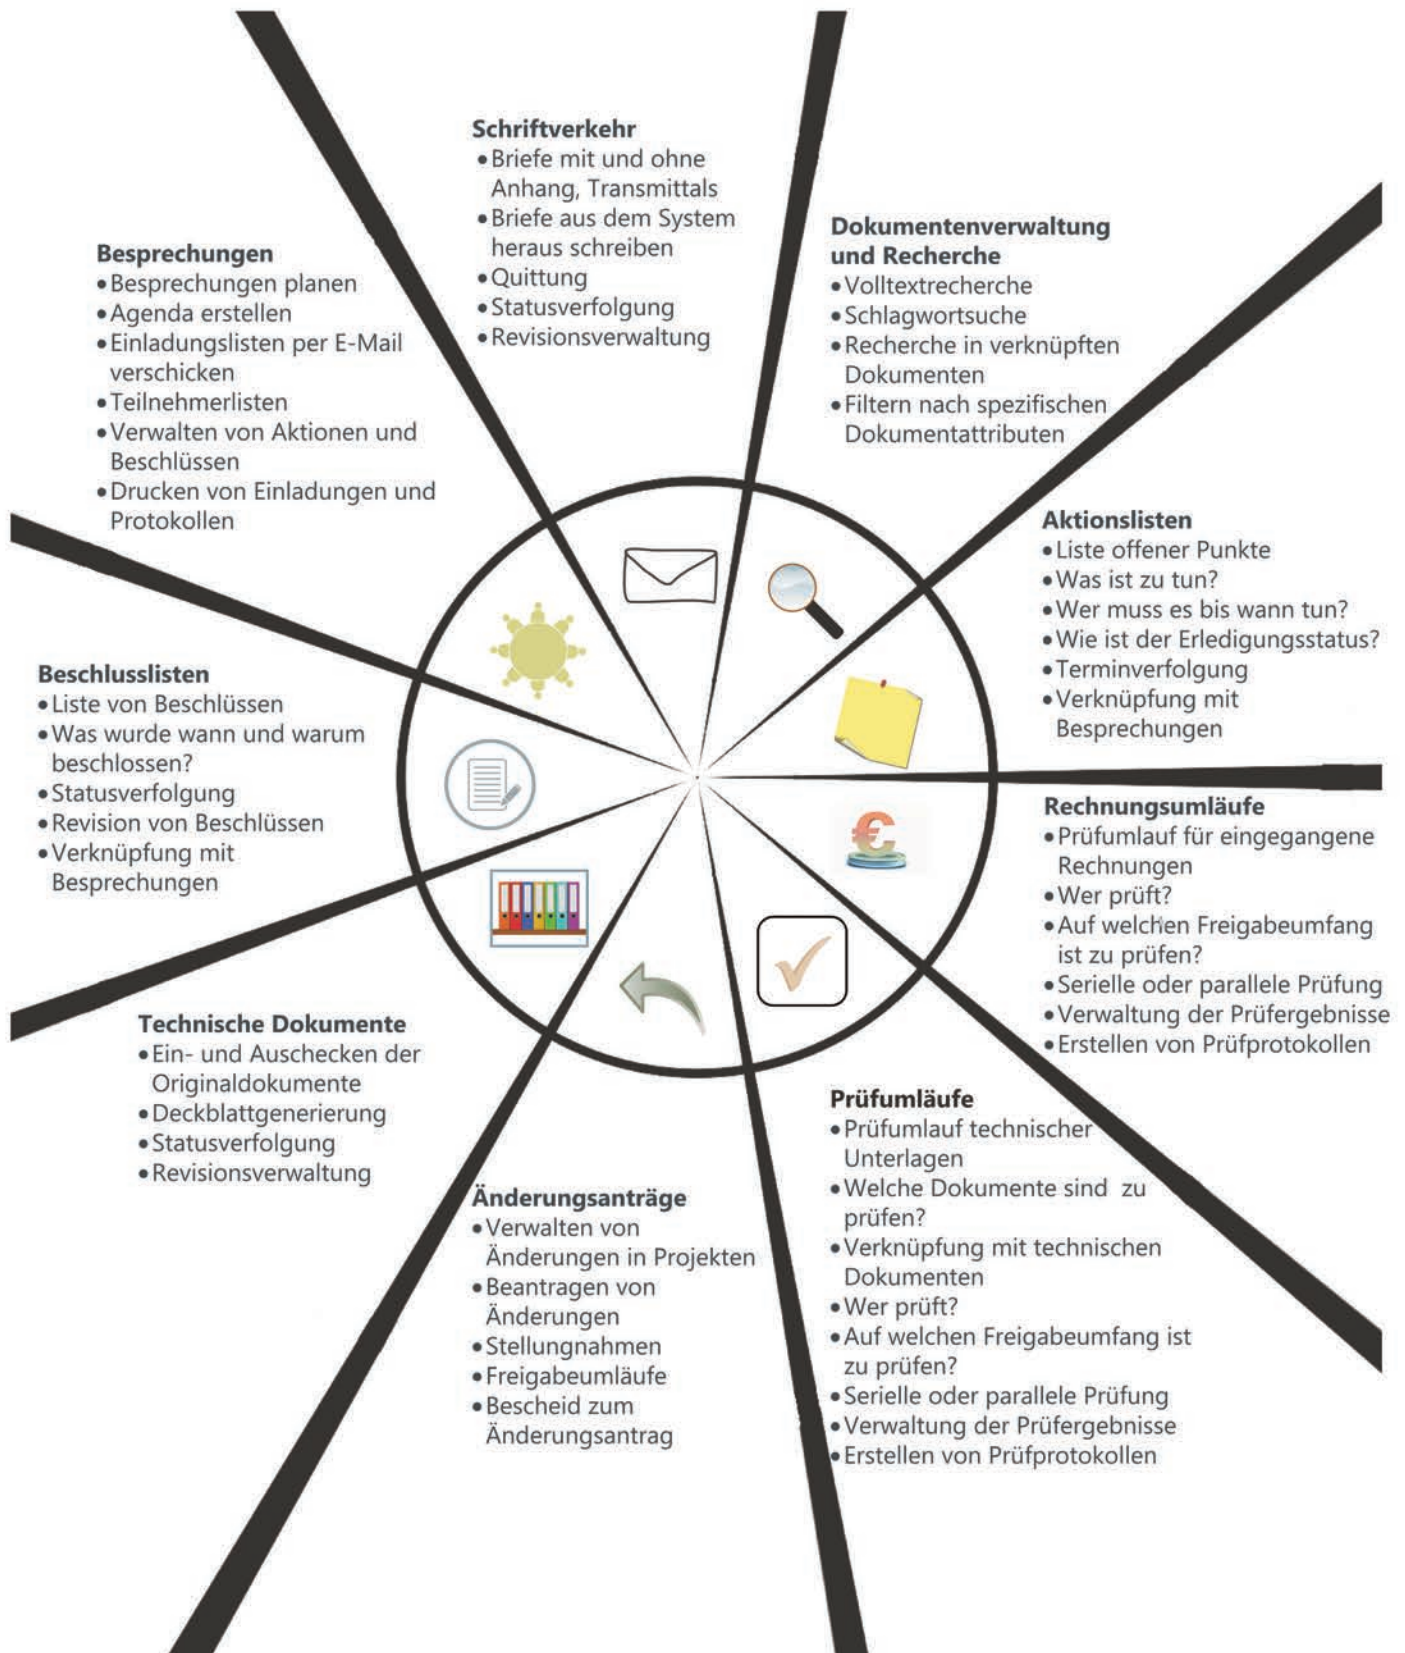 Schriftverkehr
• Briefe mit und ohne
Anhang, Transmittals
• Briefe aus dem System
heraus schreiben
• Quittung
• Statusverfolgung
• Revisionsverwaltung
Dokumentenverwaltung
und Recherche
• Volltextrecherche
• Schlagwortsuche
• Recherche in verknüpften
Dokumenten
• Filtern nach spezifischen
Dokumentattributen
Aktionslisten
• Liste offener Punkte
• Was ist zu tun?
• Wer muss es bis wann tun?
• Wie ist der Erledigungsstatus?
• Terminverfolgung
• Verknüpfung mit
Besprechungen
Rechnungsumläufe
• Prüfumlauf für eingegangene
Rechnungen
• Wer prüft?
• Auf welchen Freigabeumfang
ist zu prüfen?
• Serielle oder parallele Prüfung
• Verwaltung der Prüfergebnisse
• Erstellen von Prüfprotokollen
Prüfumläufe
• Prüfumlauf technischer
Unterlagen
• Welche Dokumente sind zu
prüfen?
• Verknüpfung mit technischen
Dokumenten
• Wer prüft?
• Auf welchen Freigabeumfang ist
zu prüfen?
• Serielle oder parallele Prüfung
• Verwaltung der Prüfergebnisse
• Erstellen von Prüfprotokollen
Änderungsanträge
• Verwalten von
Änderungen in Projekten
• Beantragen von
Änderungen
• Stellungnahmen
• Freigabeumläufe
• Bescheid zum
Änderungsantrag
Technische Dokumente
• Ein- und Auschecken der
Originaldokumente
• Deckblattgenerierung
• Statusverfolgung
• Revisionsverwaltung
Beschlusslisten
• Liste von Beschlüssen
• Was wurde wann und warum
beschlossen?
• Statusverfolgung
• Revision von Beschlüssen
• Verknüpfung mit
Besprechungen
Besprechungen
• Besprechungen planen
• Agenda erstellen
• Einladungslisten per E-Mail
verschicken
• Teilnehmerlisten
• Verwalten von Aktionen und
Beschlüssen
• Drucken von Einladungen und
Protokollen
€